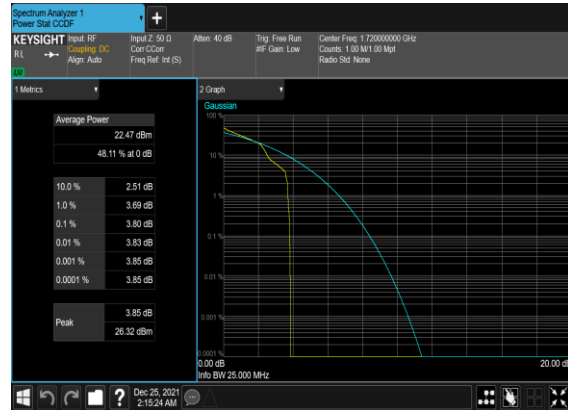 Spectrum Analyzer 1
Power Stat CCDF
+
KEYSIGHT
RL
LXI
Input: RF
Coupling: DC
Align: Auto
Input Z: 50 Ω
Corr CCorr
Freq Ref: Int (S)
Atten: 40 dB
Trig: Free Run
#IF Gain: Low
Center Freq: 1.720000000 GHz
Counts: 1.00 M/1.00 Mpt
Radio Std: None
1 Metrics
Average Power
22.47 dBm
48.11 % at 0 dB
10.0 % 2.51 dB
1.0 % 3.69 dB
0.1 % 3.80 dB
0.01 % 3.83 dB
0.001 % 3.85 dB
0.0001 % 3.85 dB
Peak
3.85 dB
26.32 dBm
2 Graph
Gaussian
100 %
10 %
1 %
0.1 %
0.01 %
0.001 %
0.0001 %
0.00 dB
20.00 dB
Info BW 25.000 MHz
?
Dec 25, 2021
2:15:24 AM